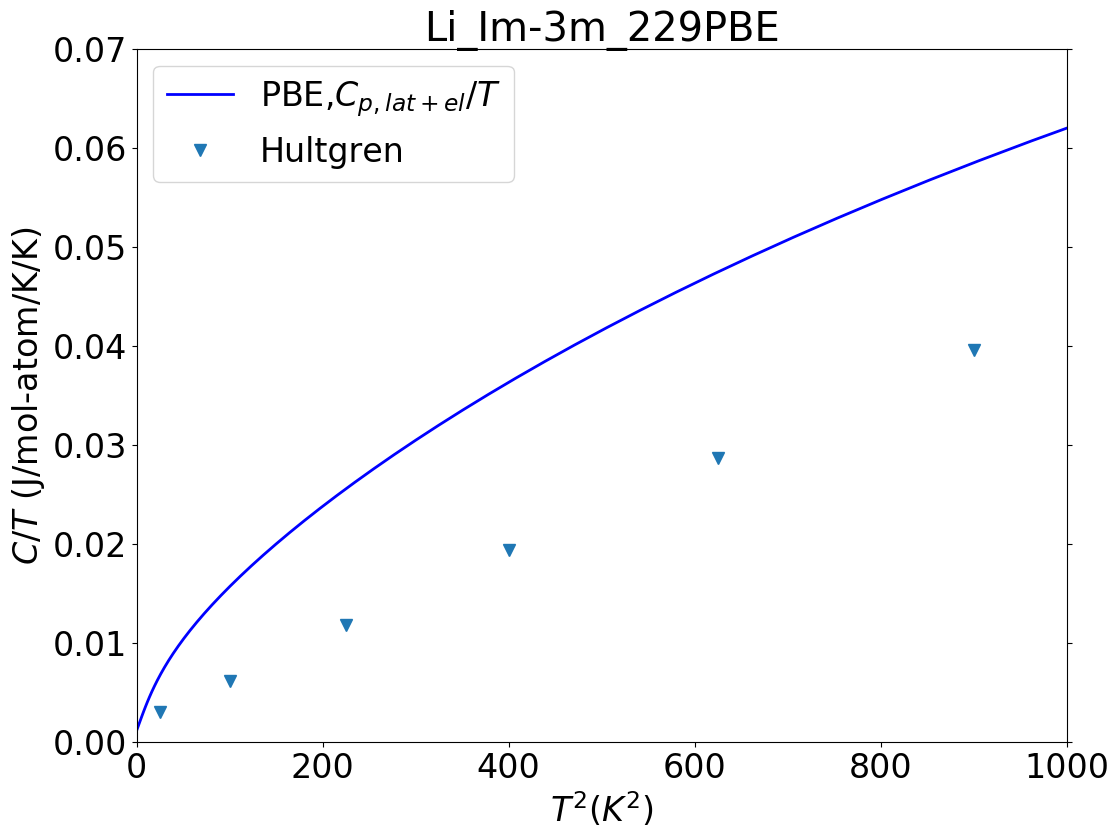 Li_Im-3m_229PBE
PBE,C_{p,lat+el}/T
Hultgren
C/T (J/mol-atom/K/K)
0.07
0.06
0.05
0.04
0.03
0.02
0.01
0.00
0 200 400 600 800 1000
T^2(K^2)